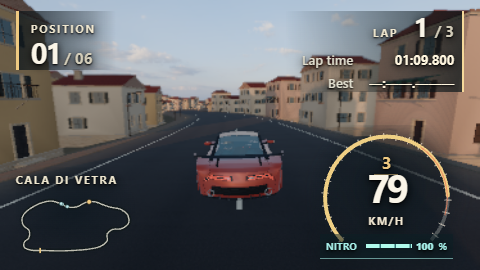 POSITION
01 / 06
LAP 1 / 3
Lap time 01:09.800
Best
CALA DI VETRA
3
79
KM/H
NITRO 100 %